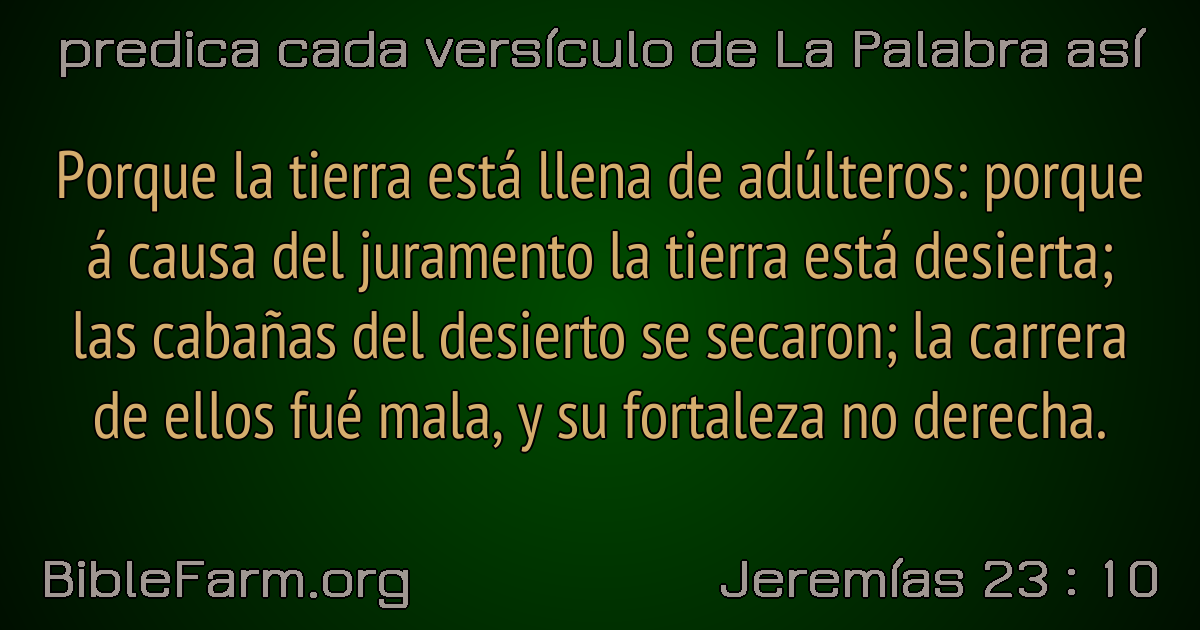 predica cada versículo de La Palabra así
Porque la tierra está llena de adúlteros: porque
á causa del juramento la tierra está desierta;
las cabañas del desierto se secaron; la carrera
de ellos fué mala, y su fortaleza no derecha.
BibleFarm.org
Jeremías 23 : 10